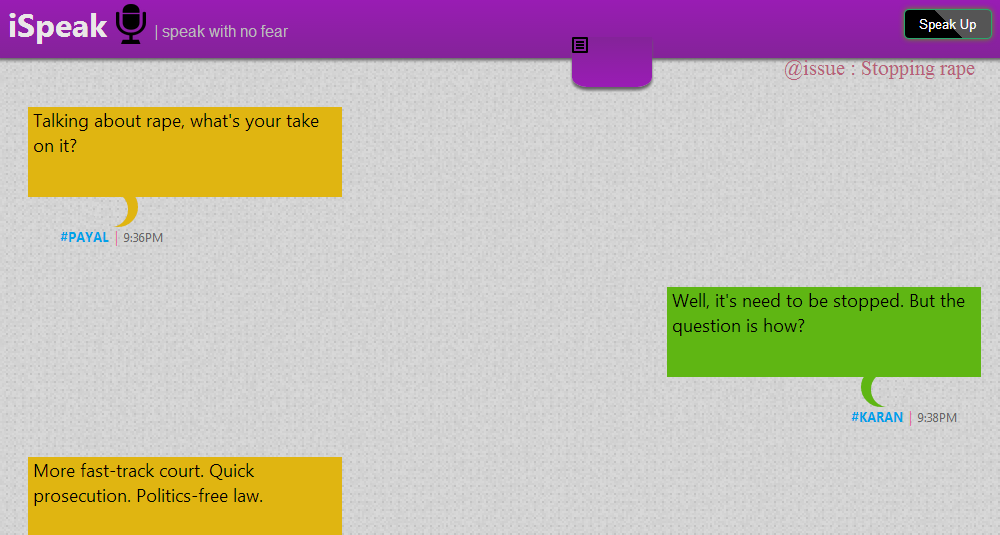 iSpeak | speak with no fear
Speak Up
@issue : Stopping rape
Talking about rape, what's your take
on it?
#PAYAL | 9:36PM
Well, it's need to be stopped. But the
question is how?
#KARAN | 9:38PM
More fast-track court. Quick
prosecution. Politics-free law.